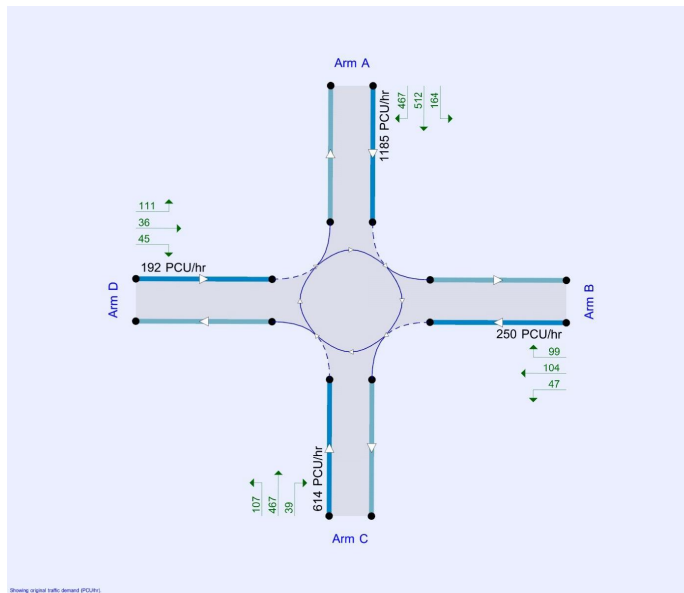 Arm A
467
512
164
1185 PCU/hr
111
36
45
192 PCU/hr
Arm D
Arm B
250 PCU/hr
99
104
47
107
467
39
614 PCU/hr
Arm C
Showing original traffic demand (PCU/hr).